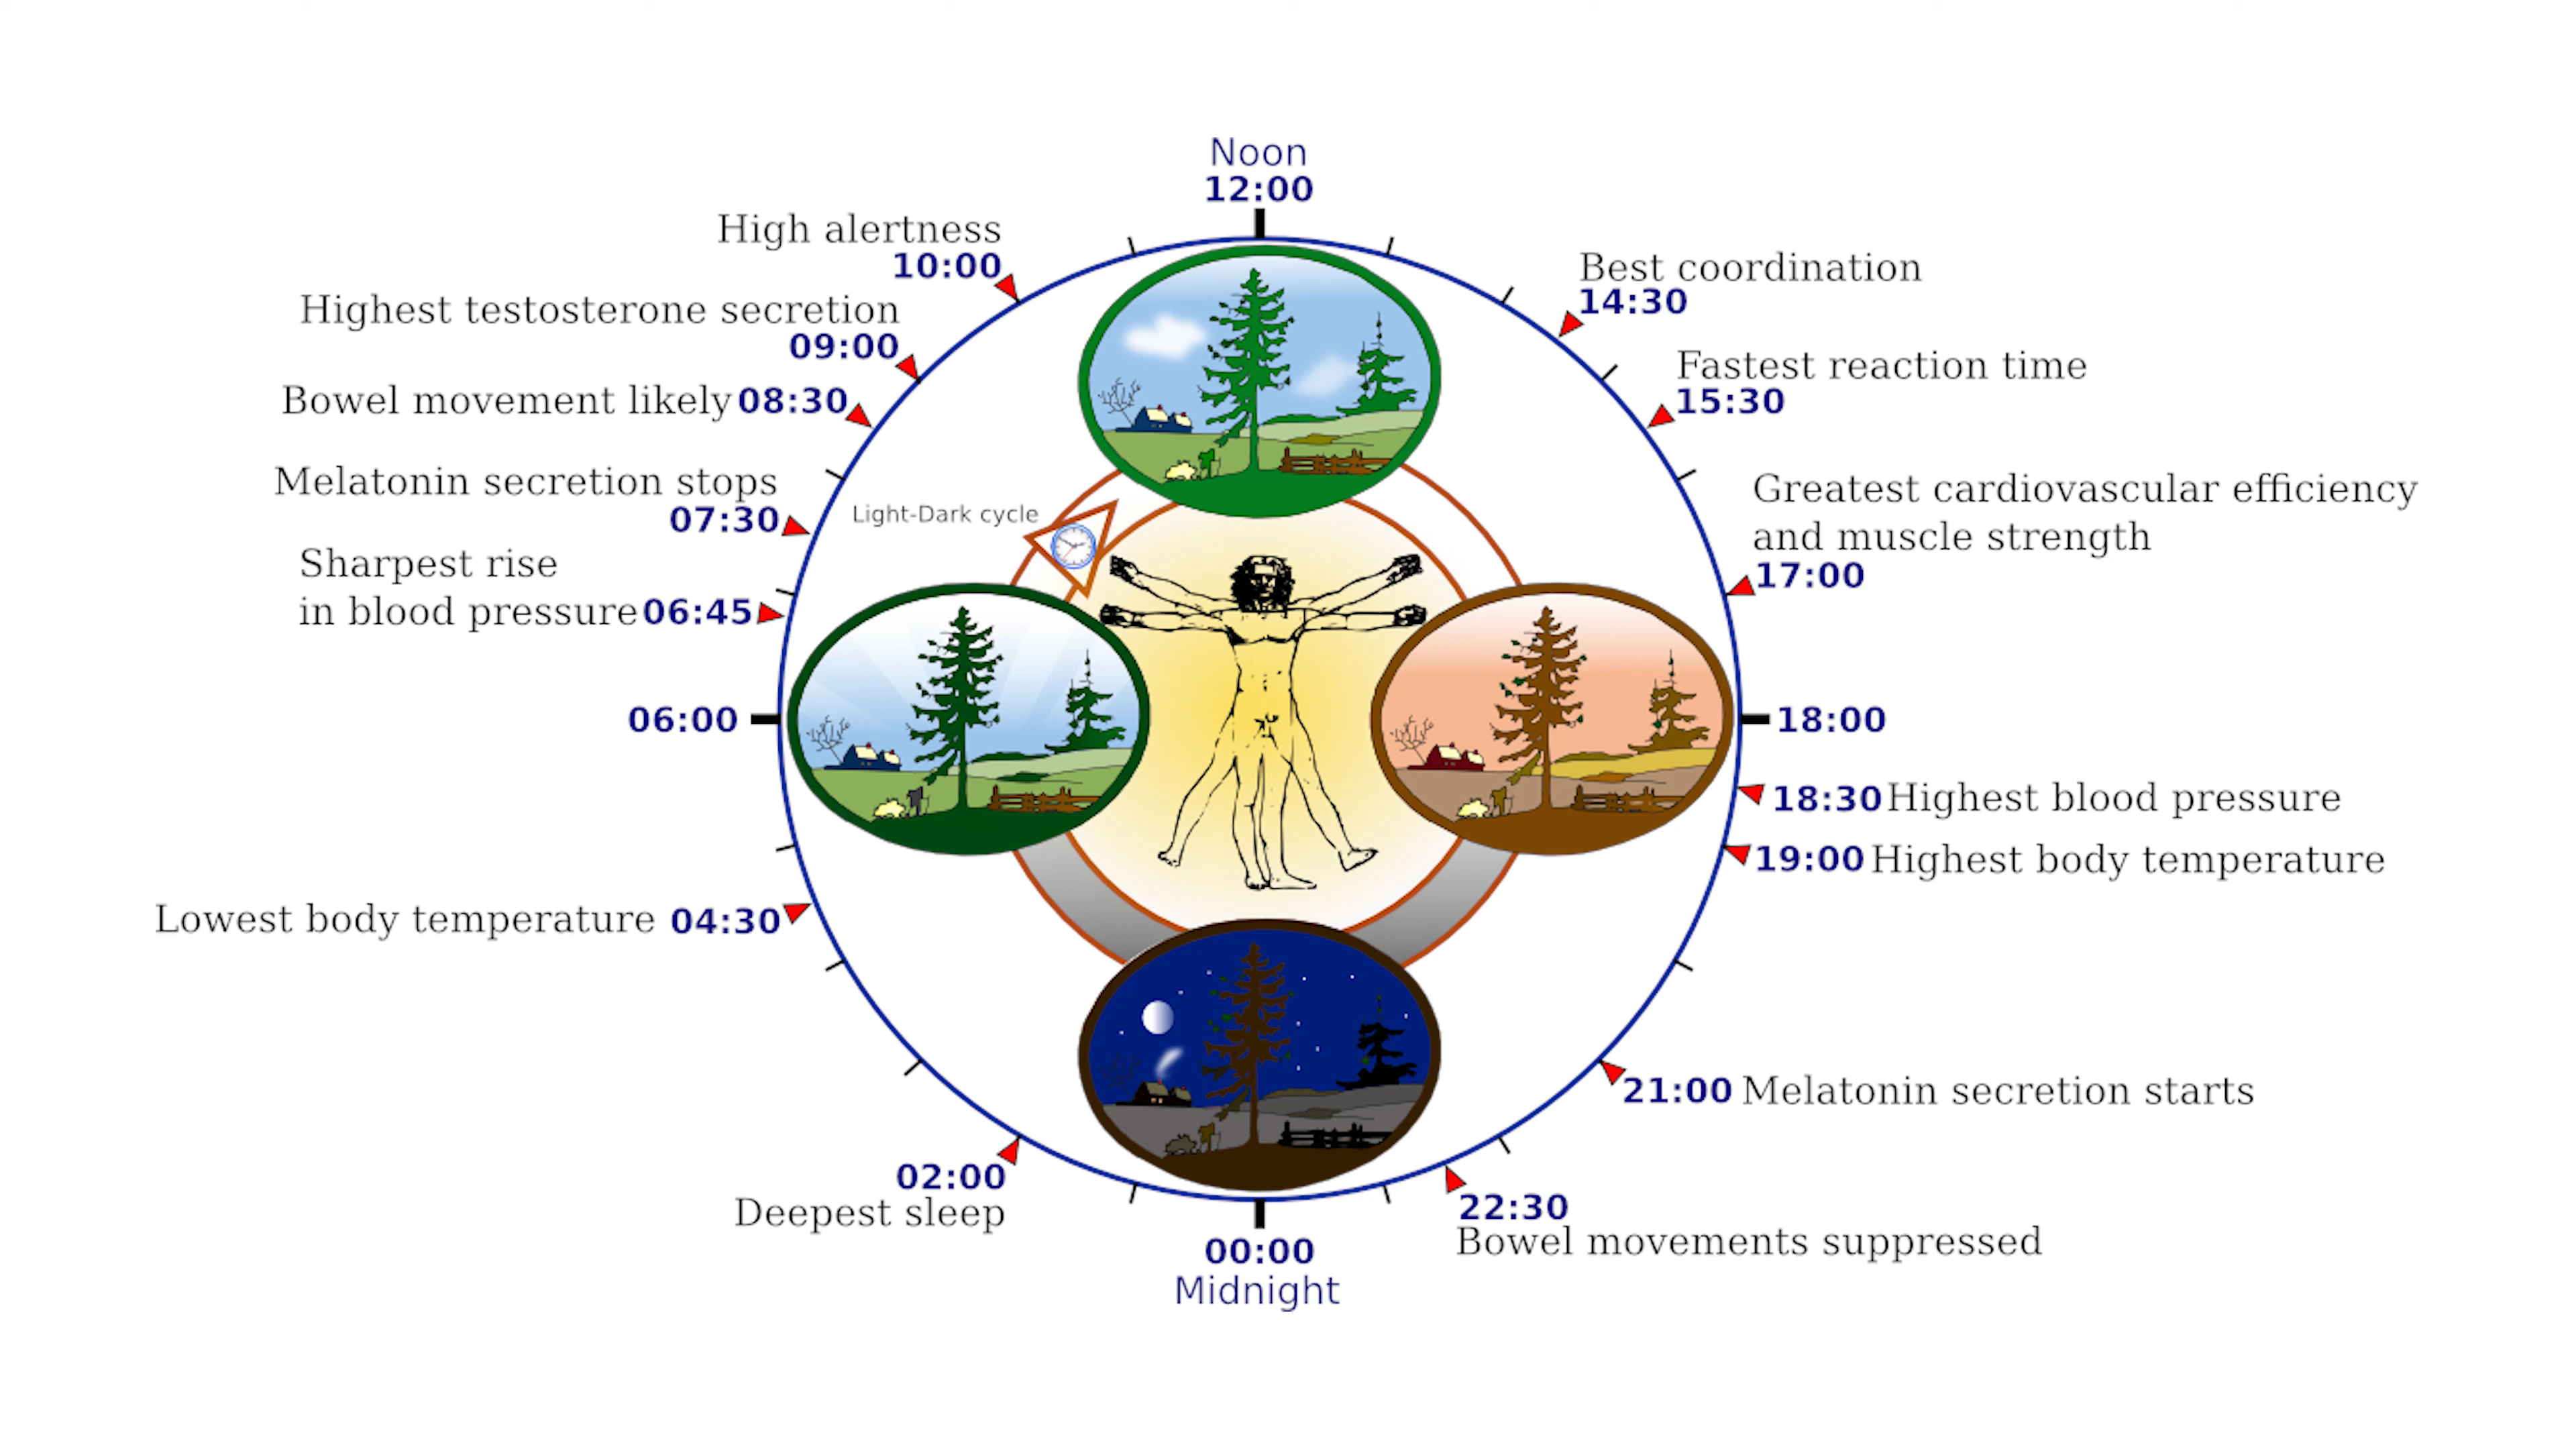 Noon
12:00
High alertness
10:00
Highest testosterone secretion
09:00
Bowel movement likely 08:30
Melatonin secretion stops
07:30
Sharpest rise
in blood pressure 06:45
06:00
Lowest body temperature 04:30
02:00
Deepest sleep
00:00
Midnight
Light-Dark cycle
Best coordination
14:30
Fastest reaction time
15:30
Greatest cardiovascular efficiency
and muscle strength
17:00
18:00
18:30 Highest blood pressure
19:00 Highest body temperature
21:00 Melatonin secretion starts
22:30
Bowel movements suppressed